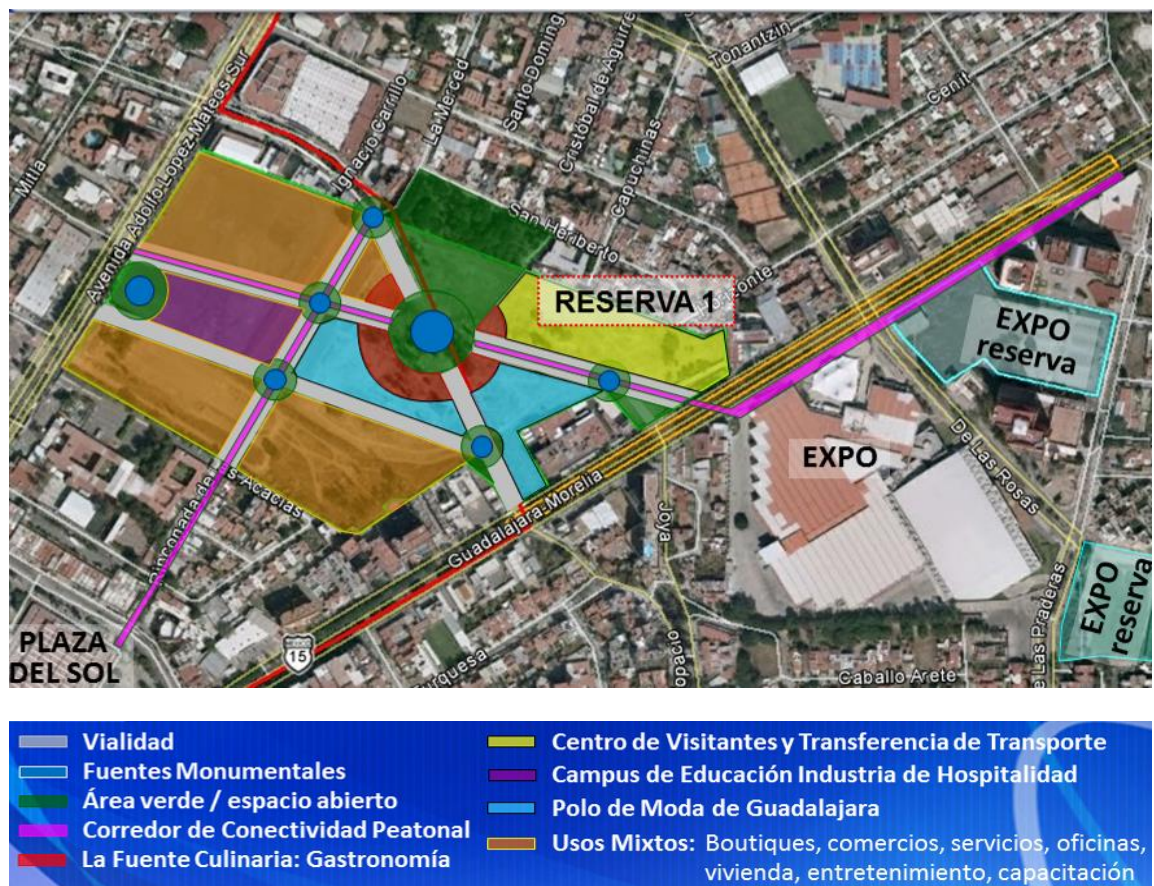 Tonantzin
Santo Domingo
Cristóbal de Aguirre
La Merced
Cenit
Avenida Adolfo Lopez Mateos Sur
Ignacio Carrillo
Capuchinas
Mitla
San Heriberto
RESERVA 1
EXPO
reserva
EXPO
De Las Rosas
Guadalajara-Morelia
Joya
EXPO
reserva
PLAZA
DEL SOL
15
Caballo Arete
Vialidad
Fuentes Monumentales
Área verde / espacio abierto
Corredor de Conectividad Peatonal
La Fuente Culinaria: Gastronomía
Centro de Visitantes y Transferencia de Transporte
Campus de Educación Industria de Hospitalidad
Polo de Moda de Guadalajara
Usos Mixtos: Boutiques, comercios, servicios, oficinas,
vivienda, entretenimiento, capacitación